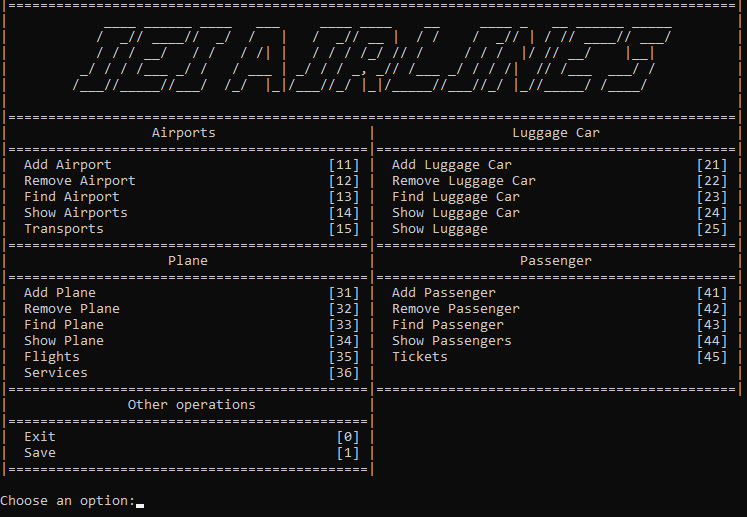 IEI AIRLINES
Airports
Add Airport [11]
Remove Airport [12]
Find Airport [13]
Show Airports [14]
Transports [15]
Luggage Car
Add Luggage Car [21]
Remove Luggage Car [22]
Find Luggage Car [23]
Show Luggage Car [24]
Show Luggage [25]
Plane
Add Plane [31]
Remove Plane [32]
Find Plane [33]
Show Plane [34]
Flights [35]
Services [36]
Passenger
Add Passenger [41]
Remove Passenger [42]
Find Passenger [43]
Show Passengers [44]
Tickets [45]
Other operations
Exit [0]
Save [1]
Choose an option: